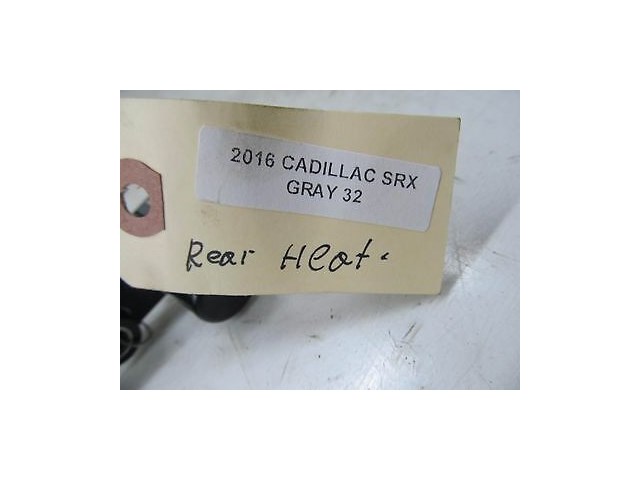 2016 CADILLAC SRX
GRAY 32
Rear Heat.